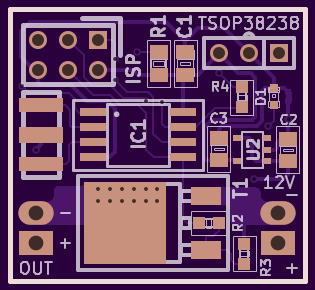 R1
C1
TSOP38238
ISP
R4
D1
IC1
C3
U2
C2
12V
T1
−
−
R2
+
R3
+
OUT